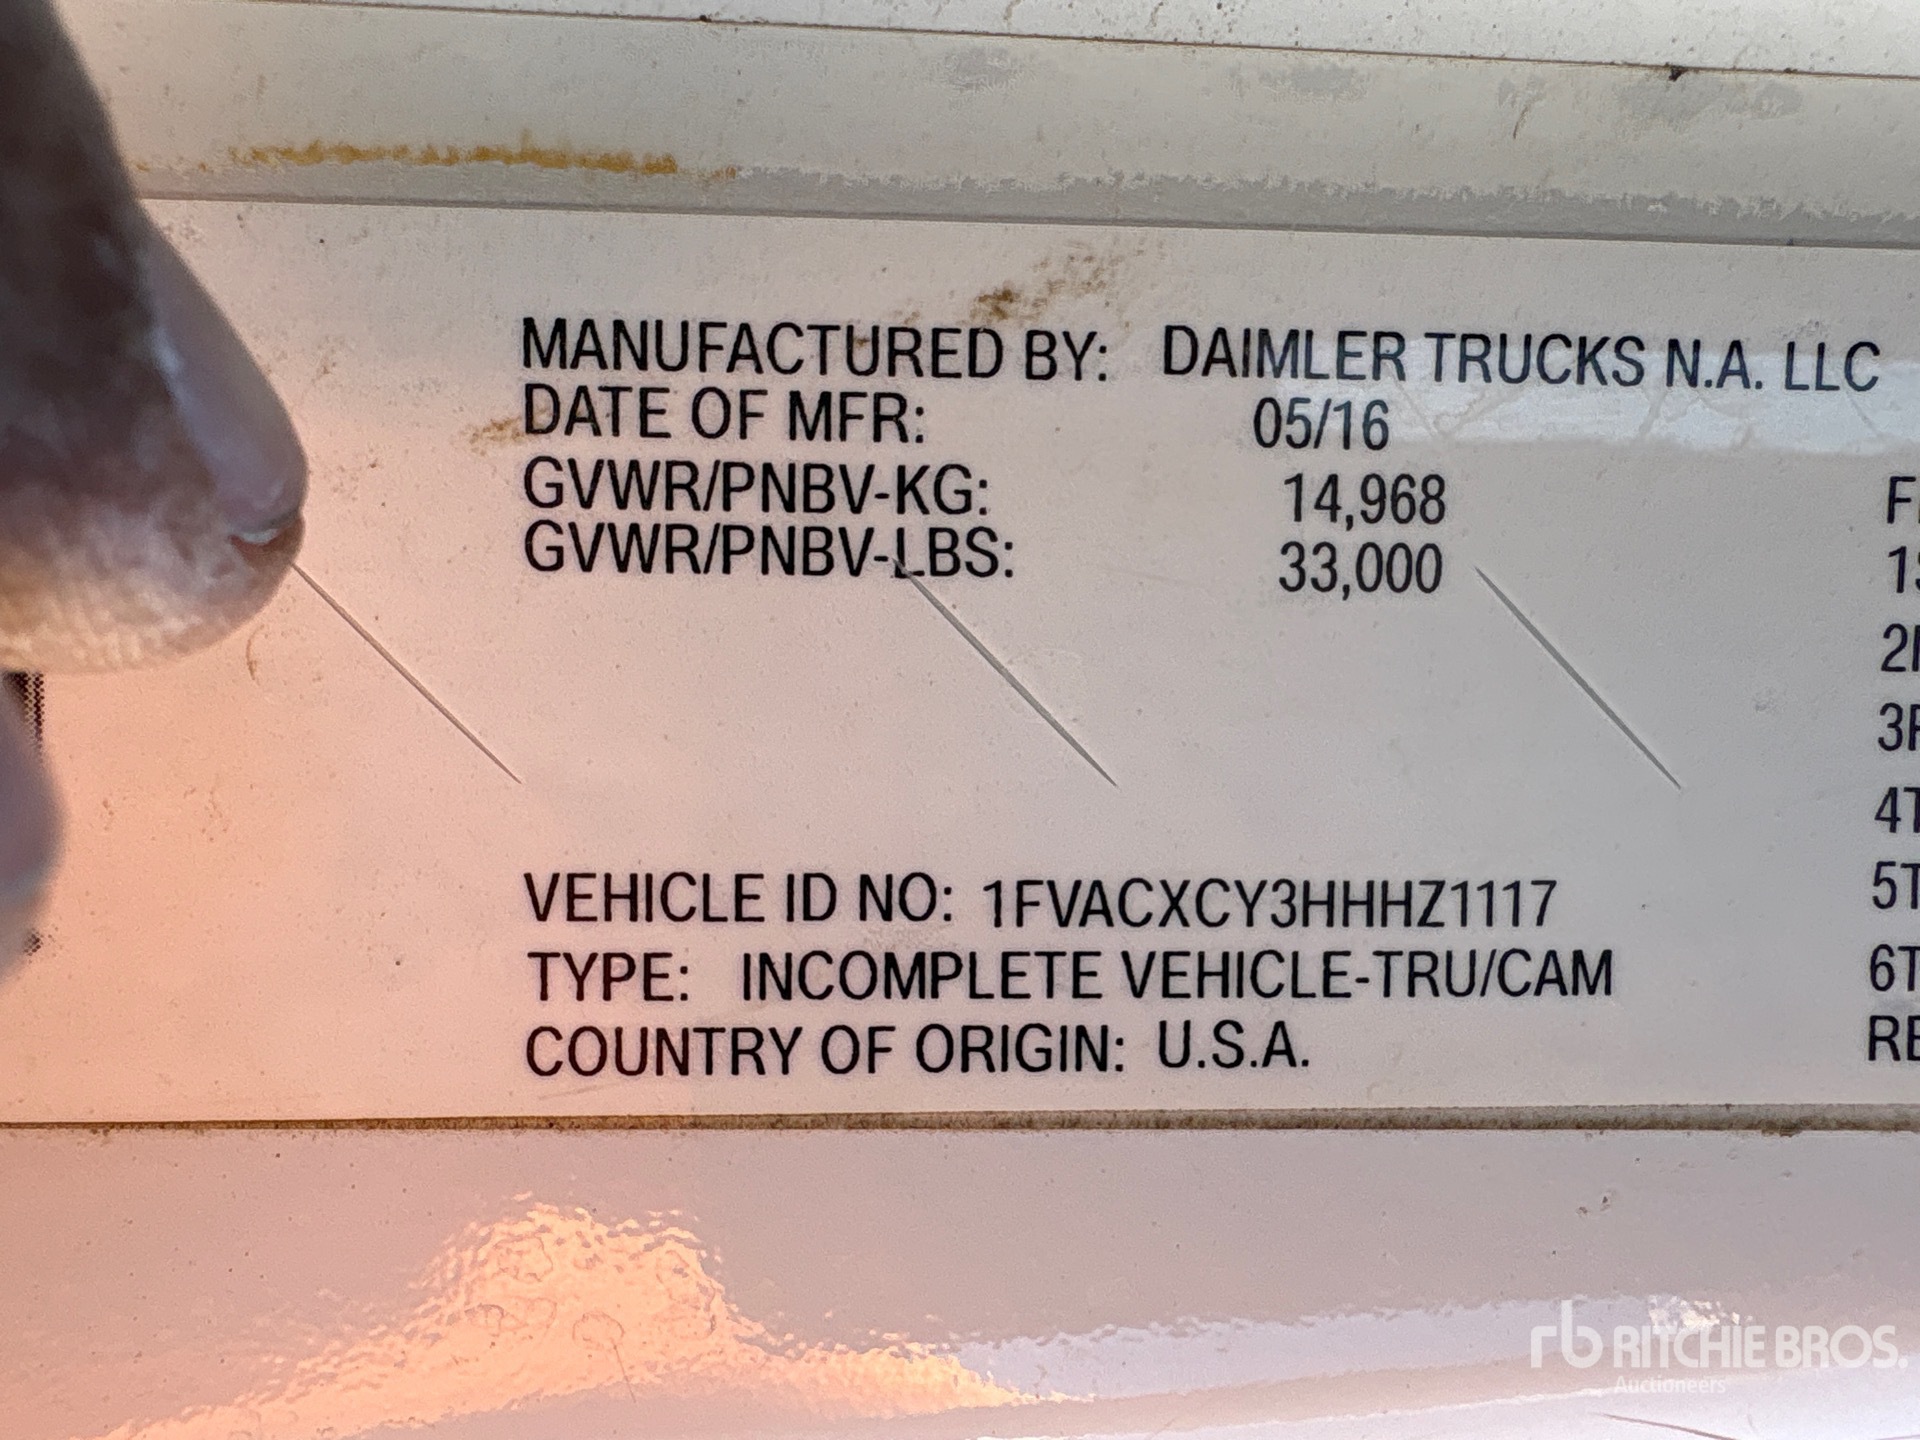 MANUFACTURED BY: DAIMLER TRUCKS N.A. LLC
DATE OF MFR: 05/16
GVWR/PNBV-KG: 14,968
GVWR/PNBV-LBS: 33,000
VEHICLE ID NO: 1FVACXCY3HHHZ1117
TYPE: INCOMPLETE VEHICLE-TRU/CAM
COUNTRY OF ORIGIN: U.S.A.
rb RITCHIE BROS.
Auctioneers